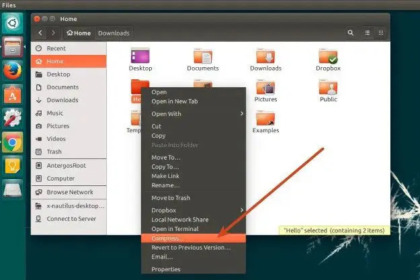 Files
Home
Home
Downloads
Recent
Home
Desktop
Documents
Downloads
Music
Pictures
Videos
Trash
AntergosRoot
Computer
Browse Network
x-nautilus-desktop
Connect to Server
Desktop
Documents
Downloads
Dropbox
Pictures
Public
Examples
Open
Open in New Tab
Open With
Cut
Copy
Paste Into Folder
Move To...
Copy To...
Make Link
Rename...
Move to Trash
Dropbox
Local Network Share
Open in Terminal
Compress...
Revert to Previous Version...
Email...
Properties
"Hello" selected (containing 2 items)